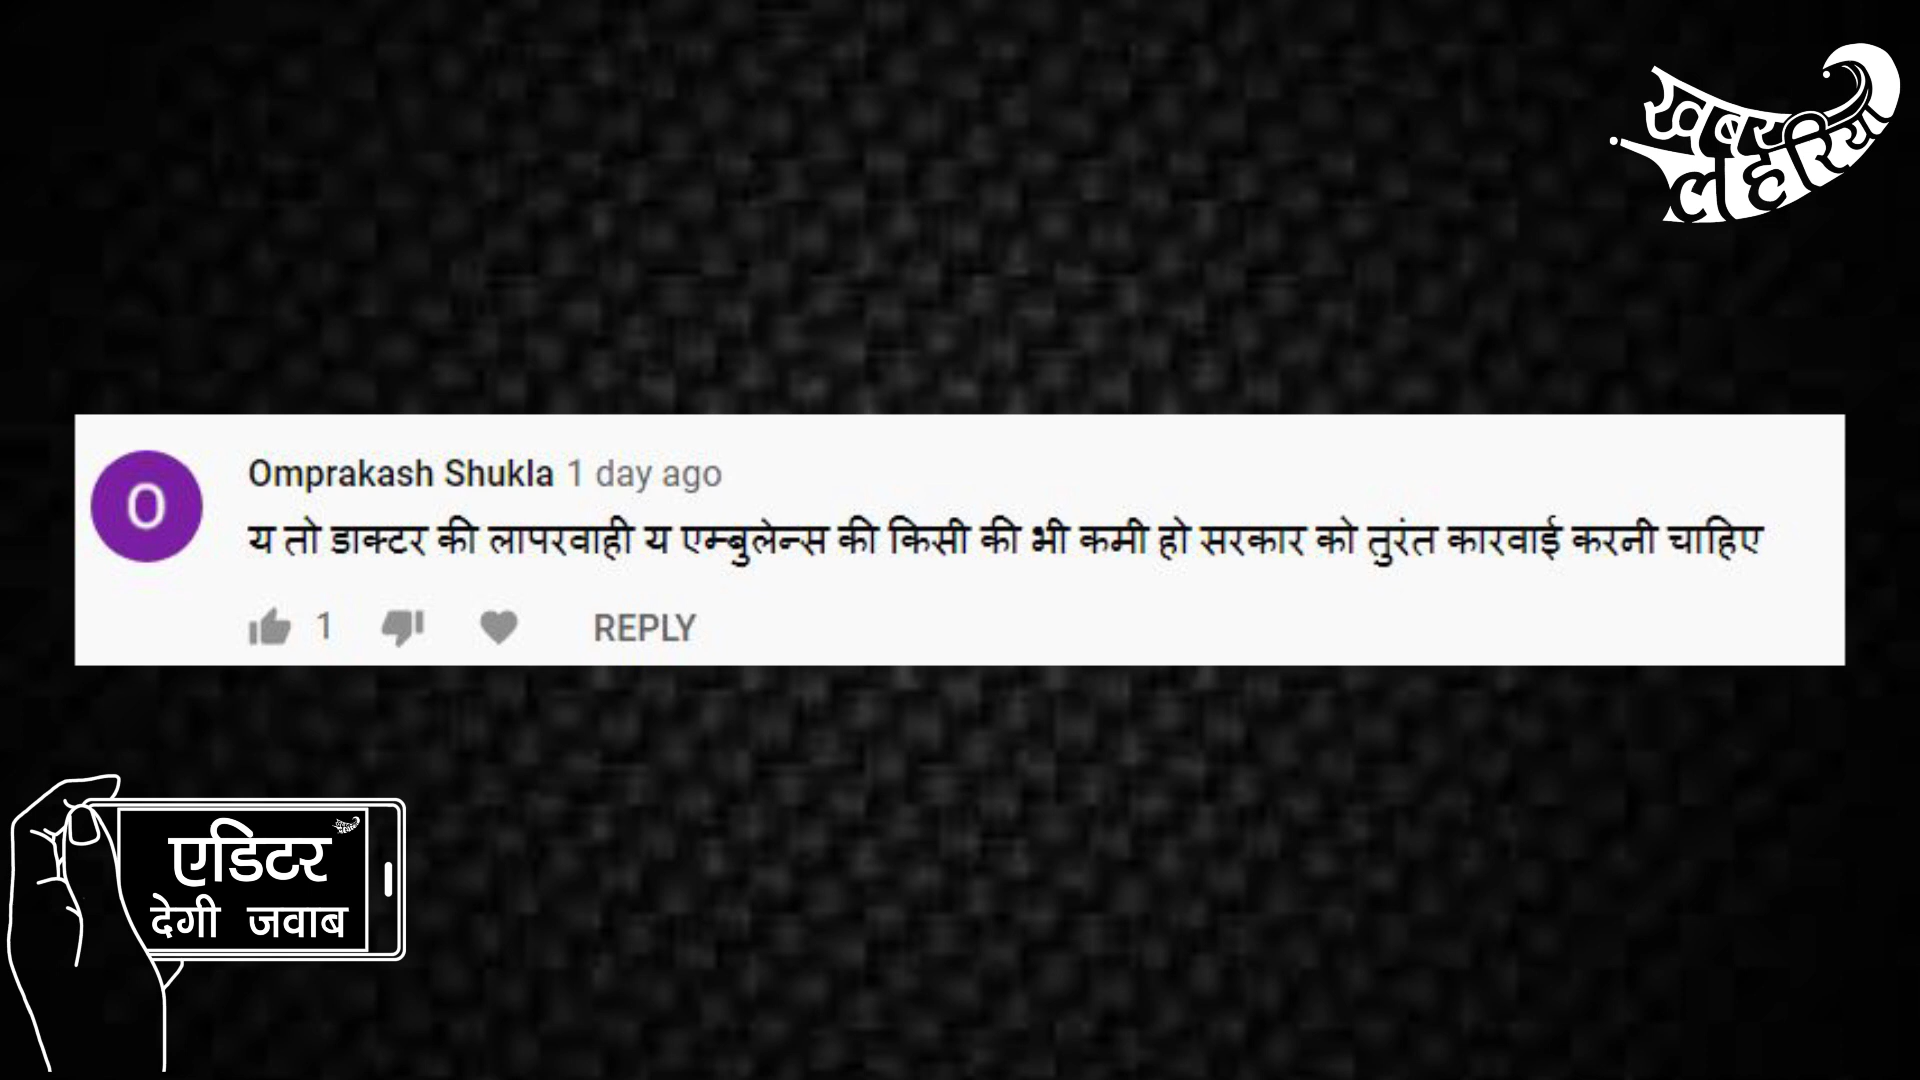 खबर
लहरिया
O
Omprakash Shukla 1 day ago
य तो डाक्टर की लापरवाही य एम्बुलेन्स की किसी की भी कमी हो सरकार को तुरंत कारवाई करनी चाहिए
1
REPLY
एडिटर
देगी जवाब